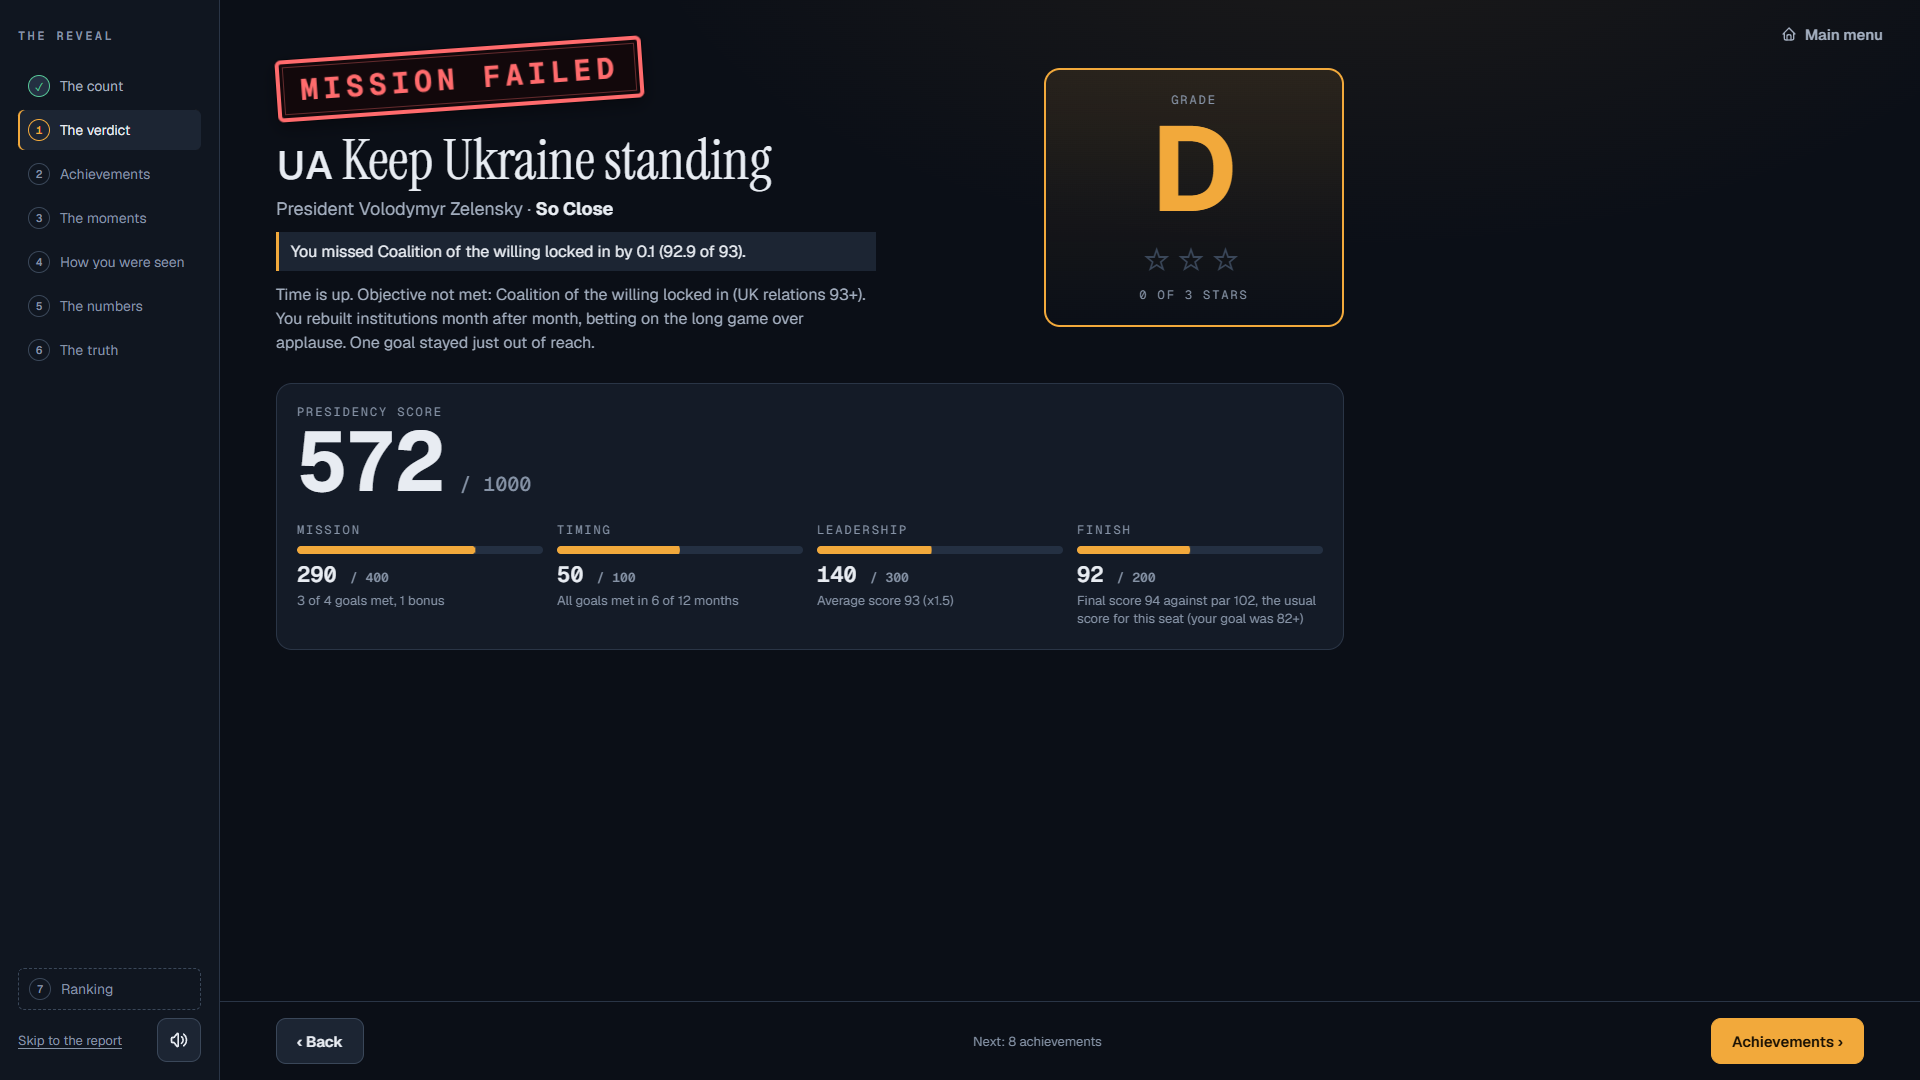 THE REVEAL
✓ The count
1 The verdict
2 Achievements
3 The moments
4 How you were seen
5 The numbers
6 The truth
7 Ranking
Skip to the report
Main menu
MISSION FAILED
UA Keep Ukraine standing
President Volodymyr Zelensky · So Close
You missed Coalition of the willing locked in by 0.1 (92.9 of 93).
Time is up. Objective not met: Coalition of the willing locked in (UK relations 93+).
You rebuilt institutions month after month, betting on the long game over
applause. One goal stayed just out of reach.
GRADE
D
0 OF 3 STARS
PRESIDENCY SCORE
572 / 1000
MISSION
290 / 400
3 of 4 goals met, 1 bonus
TIMING
50 / 100
All goals met in 6 of 12 months
LEADERSHIP
140 / 300
Average score 93 (x1.5)
FINISH
92 / 200
Final score 94 against par 102, the usual
score for this seat (your goal was 82+)
‹ Back
Next: 8 achievements
Achievements ›